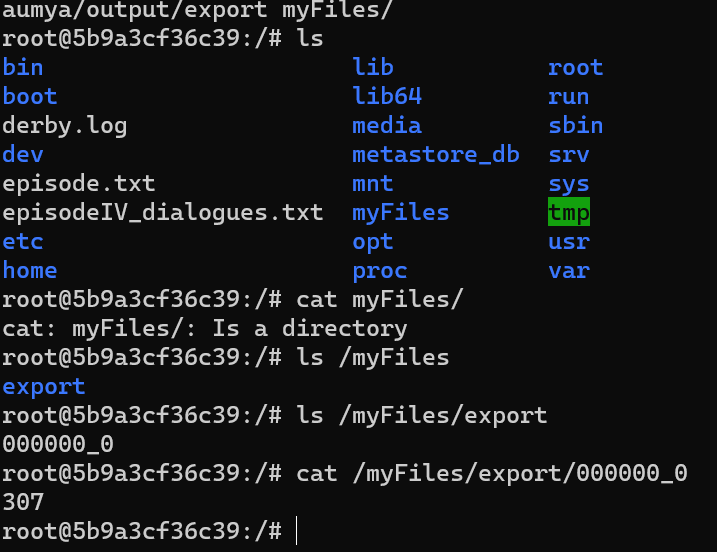 aumya/output/export myFiles/
root@5b9a3cf36c39:/# ls
bin lib root
boot lib64 run
derby.log media sbin
dev metastore_db srv
episode.txt mnt sys
episodeIV_dialogues.txt myFiles tmp
etc opt usr
home proc var
root@5b9a3cf36c39:/# cat myFiles/
cat: myFiles/: Is a directory
root@5b9a3cf36c39:/# ls /myFiles
export
root@5b9a3cf36c39:/# ls /myFiles/export
000000_0
root@5b9a3cf36c39:/# cat /myFiles/export/000000_0
307
root@5b9a3cf36c39:/#